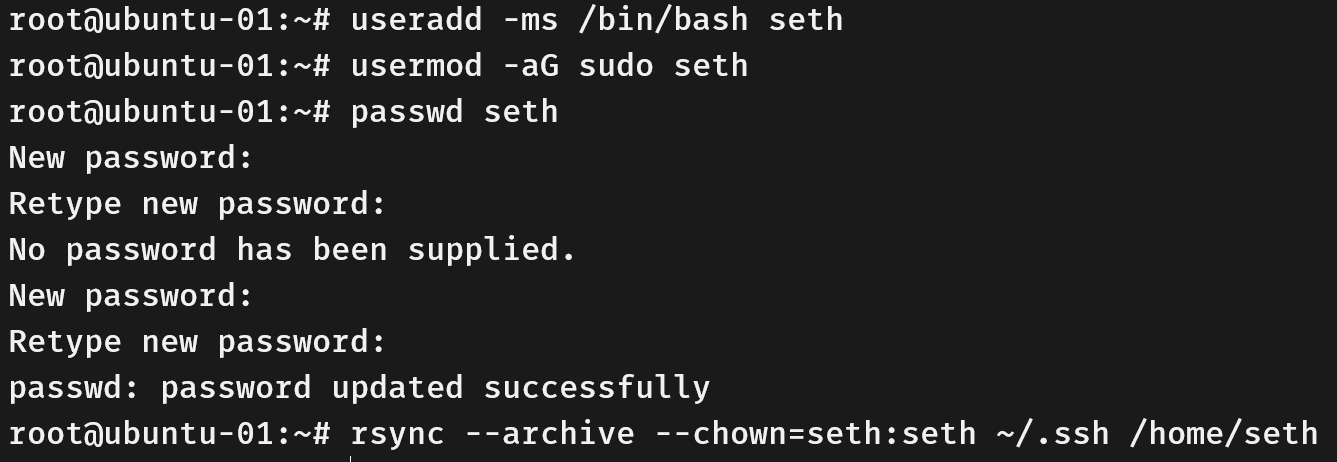 root@ubuntu-01:~# useradd -ms /bin/bash seth
root@ubuntu-01:~# usermod -aG sudo seth
root@ubuntu-01:~# passwd seth
New password:
Retype new password:
No password has been supplied.
New password:
Retype new password:
passwd: password updated successfully
root@ubuntu-01:~# rsync --archive --chown=seth:seth ~/.ssh /home/seth